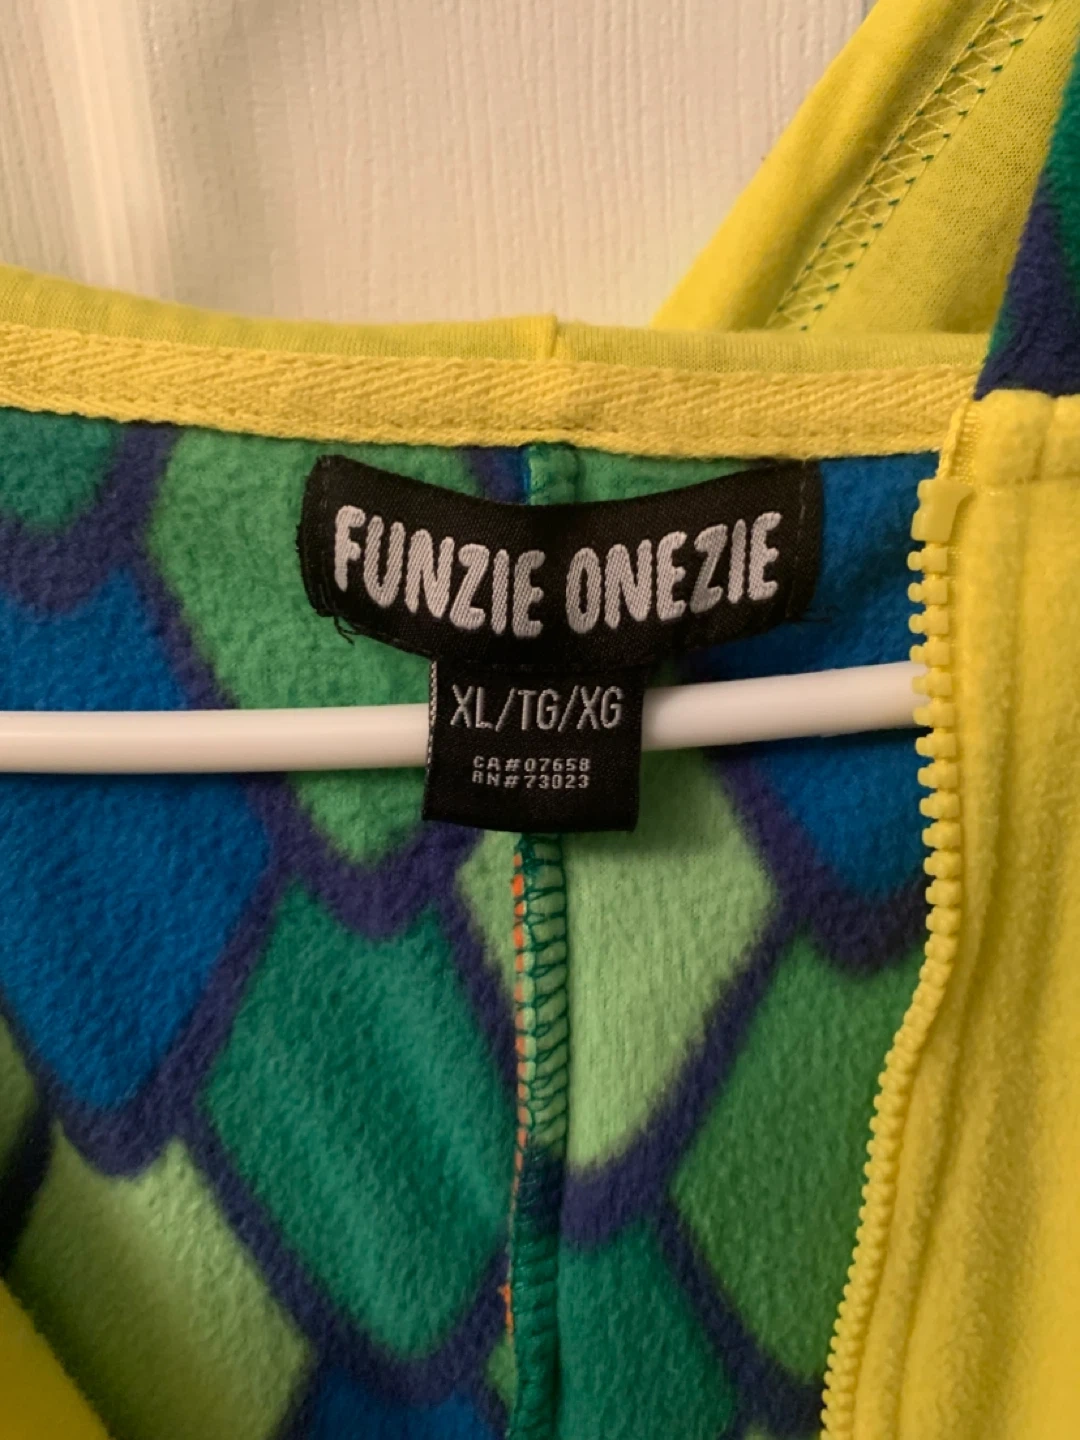 FUNZIE ONEZIE
XL/TG/XG
CA#07658
RN#73023